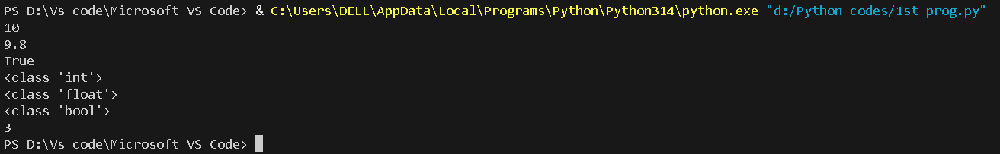 PS D:\Vs code\Microsoft VS Code> & C:\Users\DELL\AppData\Local\Programs\Python\Python314\python.exe "d:/Python codes/1st prog.py"
10
9.8
True
<class 'int'>
<class 'float'>
<class 'bool'>
3
PS D:\Vs code\Microsoft VS Code>